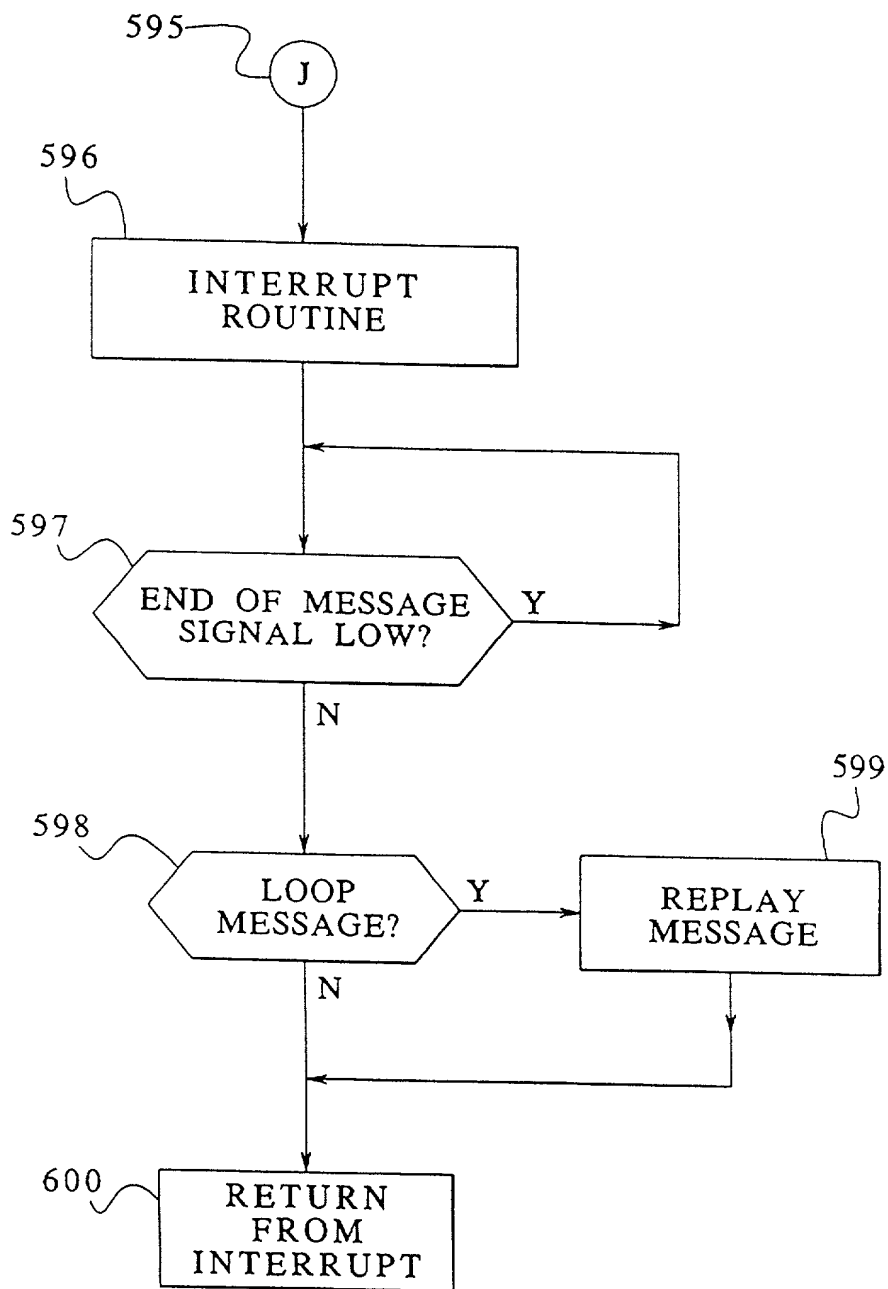 595
J
596
INTERRUPT
ROUTINE
597
END OF MESSAGE
SIGNAL LOW?
Y
N
598
LOOP
MESSAGE?
Y
599
REPLAY
MESSAGE
N
600
RETURN
FROM
INTERRUPT